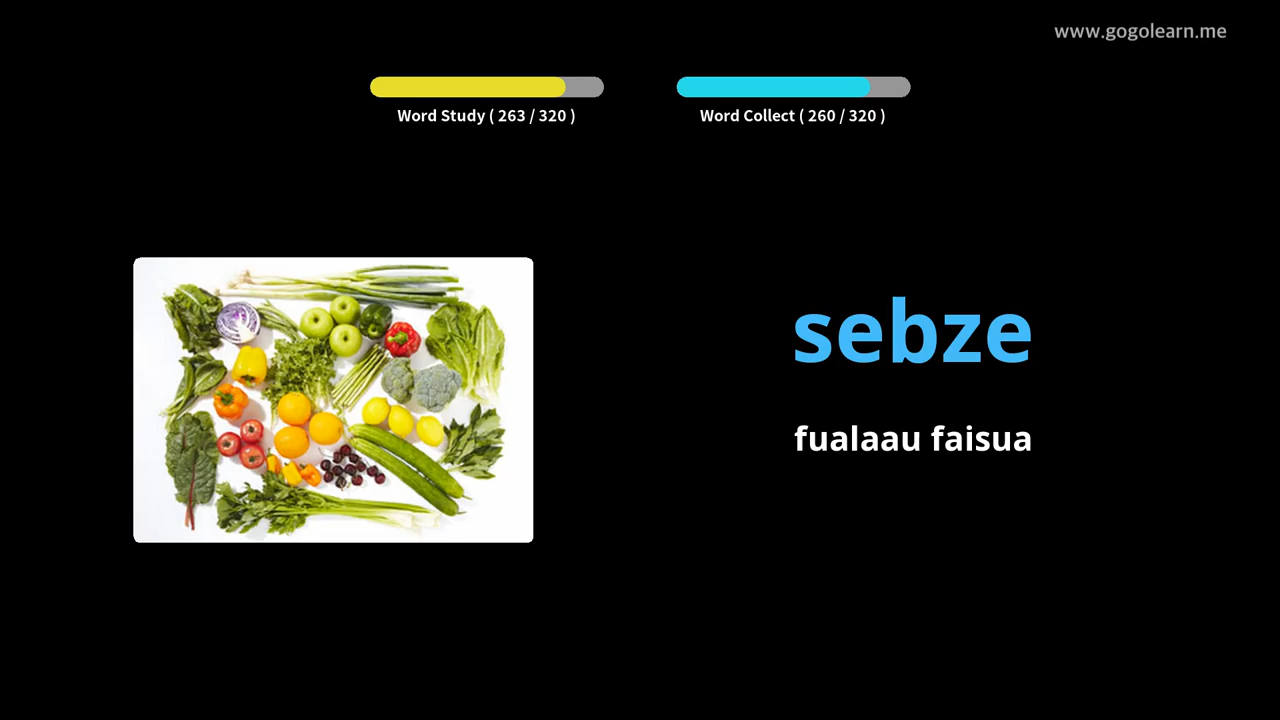 www.gogolearn.me
Word Study ( 263 / 320 )
Word Collect ( 260 / 320 )
sebze
fualaau faisua